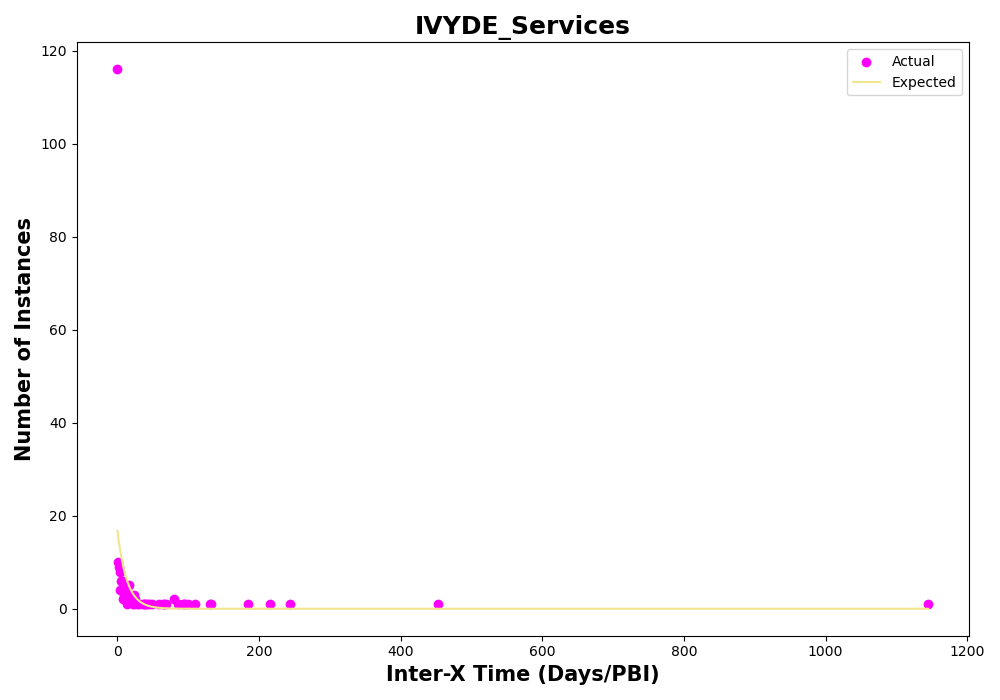 IVYDE_Services
Number of Instances
120
100
80
60
40
20
0
Actual
Expected
0 200 400 600 800 1000 1200
Inter-X Time (Days/PBI)